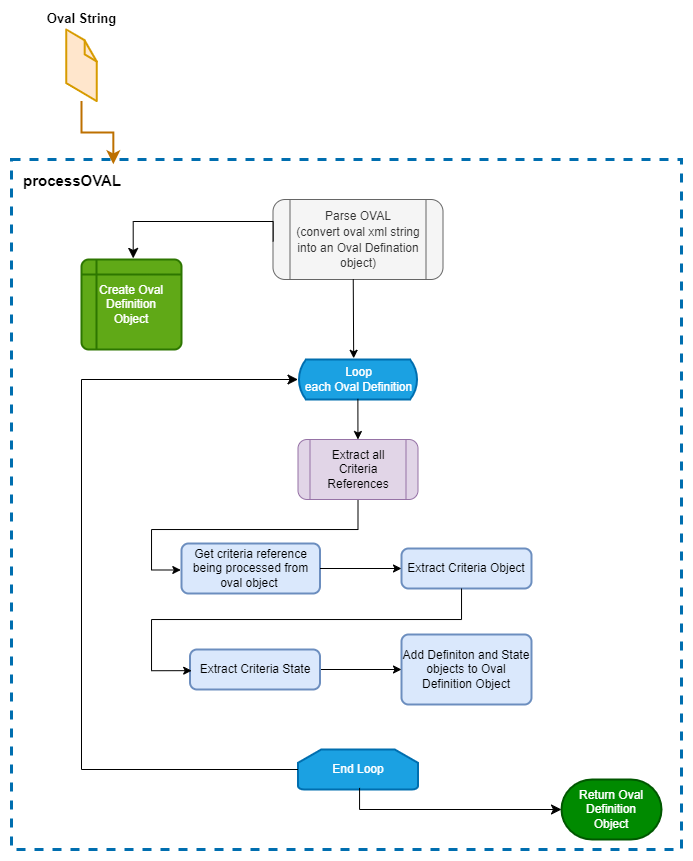 Oval String
processOVAL
Parse OVAL
(convert oval xml string
into an Oval Defination
object)
Create Oval
Definition
Object
Loop
each Oval Definition
Extract all
Criteria
References
Get criteria reference
being processed from
oval object
Extract Criteria Object
Extract Criteria State
Add Definiton and State
objects to Oval
Definition Object
End Loop
Return Oval
Definition
Object